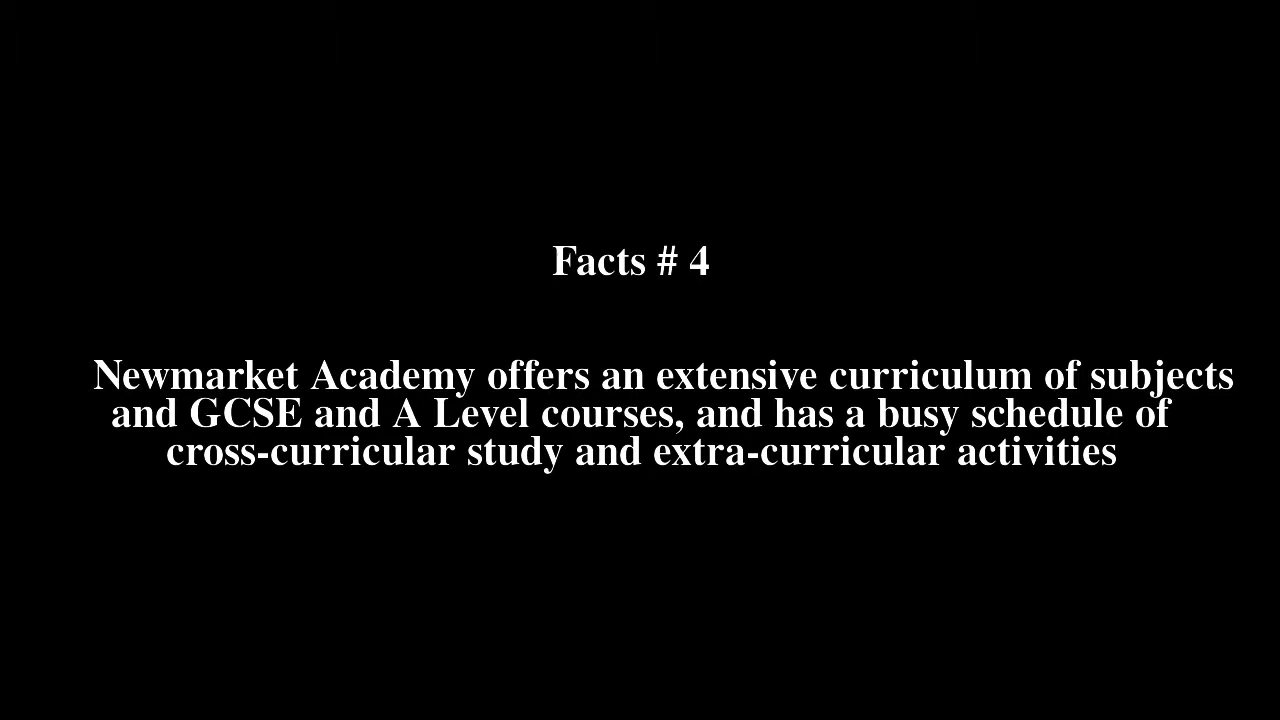 Facts # 4
Newmarket Academy offers an extensive curriculum of subjects
and GCSE and A Level courses, and has a busy schedule of
cross-curricular study and extra-curricular activities